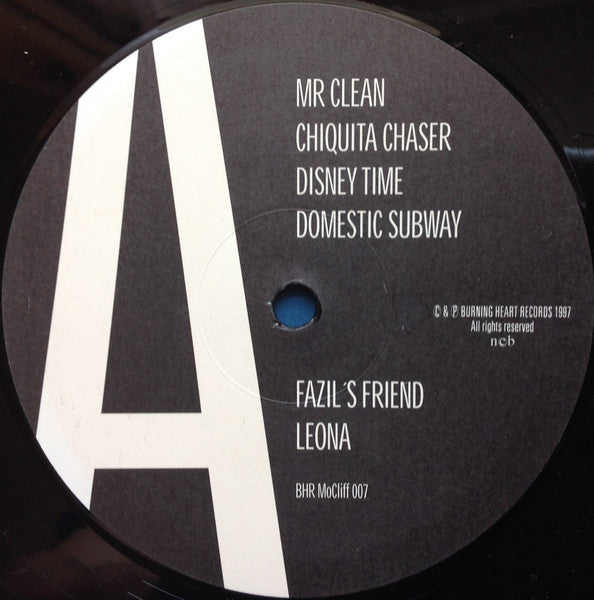 A
MR CLEAN
CHIQUITA CHASER
DISNEY TIME
DOMESTIC SUBWAY
© & ℗ BURNING HEART RECORDS 1997
All rights reserved
ncb
FAZIL´S FRIEND
LEONA
BHR MoCliff 007